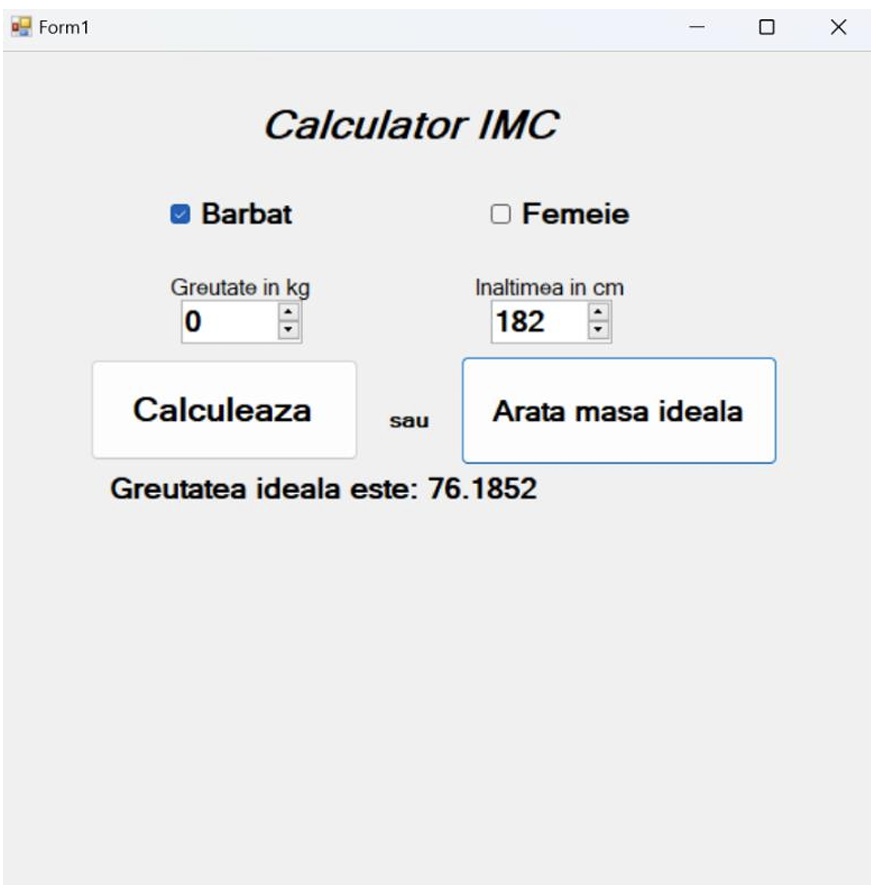 Form1
Calculator IMC
Barbat Femeie
Greutate in kg Inaltimea in cm
0 182
Calculeaza sau Arata masa ideala
Greutatea ideala este: 76.1852